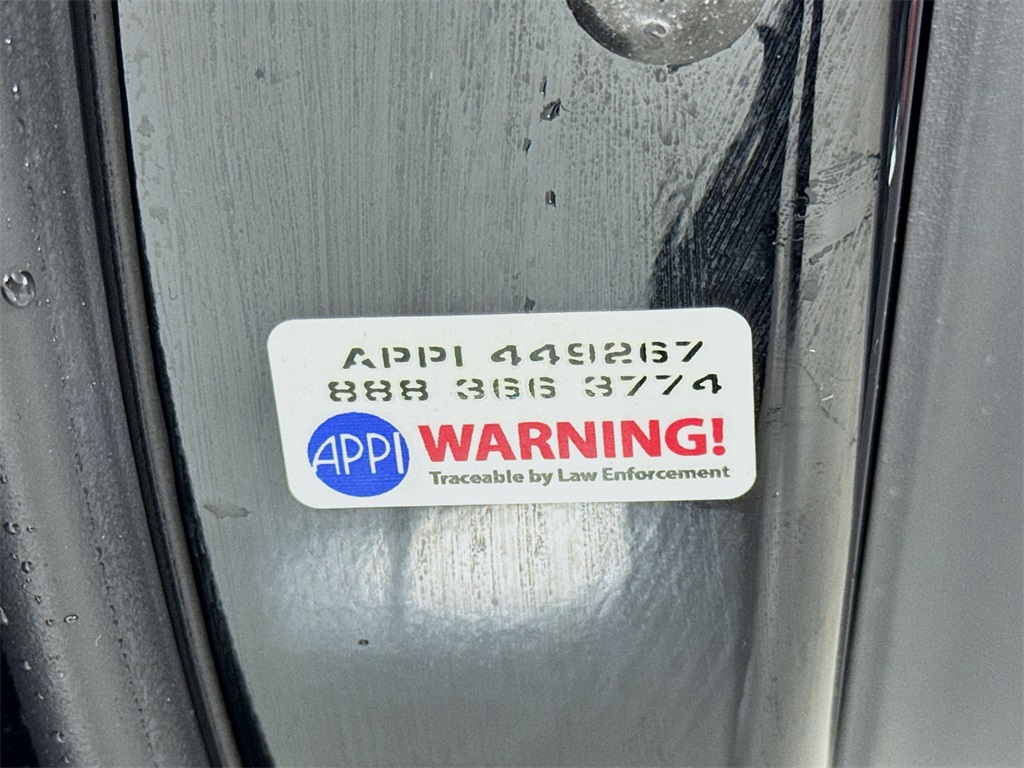 APPI 449267
888 366 3774
APPI WARNING!
Traceable by Law Enforcement